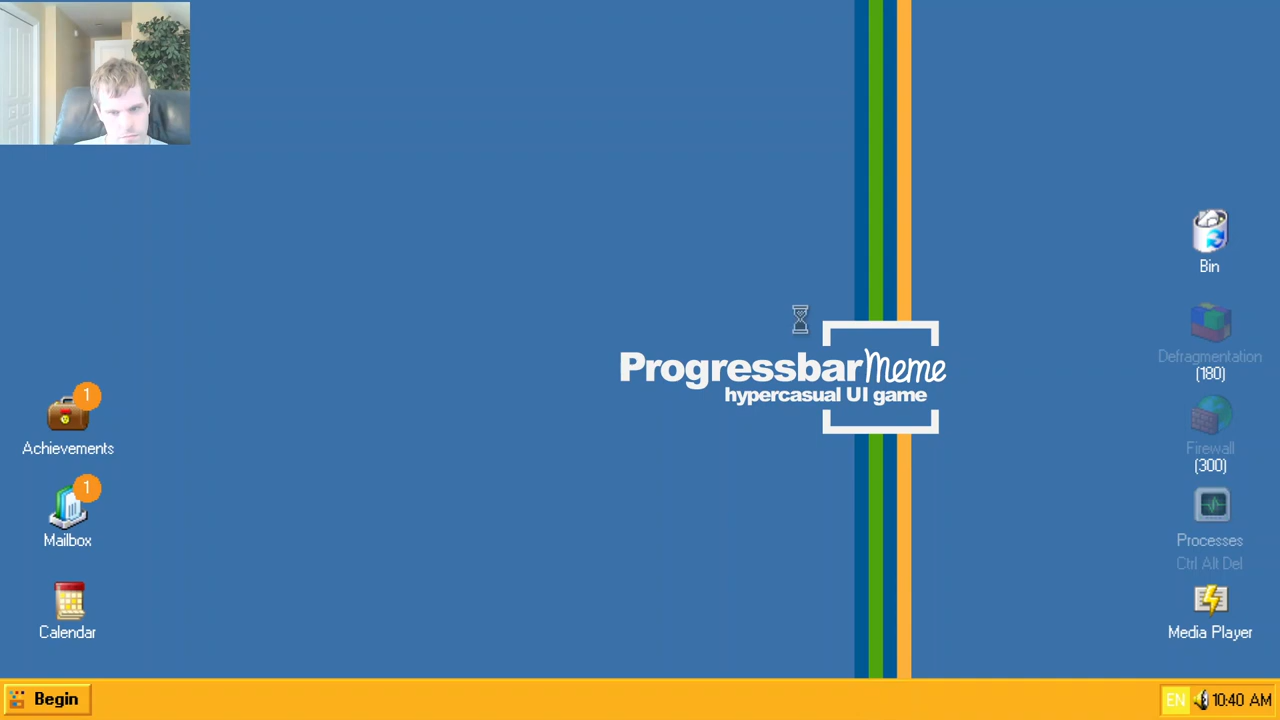 Bin
Defragmentation
(180)
ProgressbarMeme
hypercasual UI game
1
Achievements
Firewall
(300)
1
Mailbox
Processes
Ctrl Alt Del
Calendar
Media Player
Begin
EN 10:40 AM